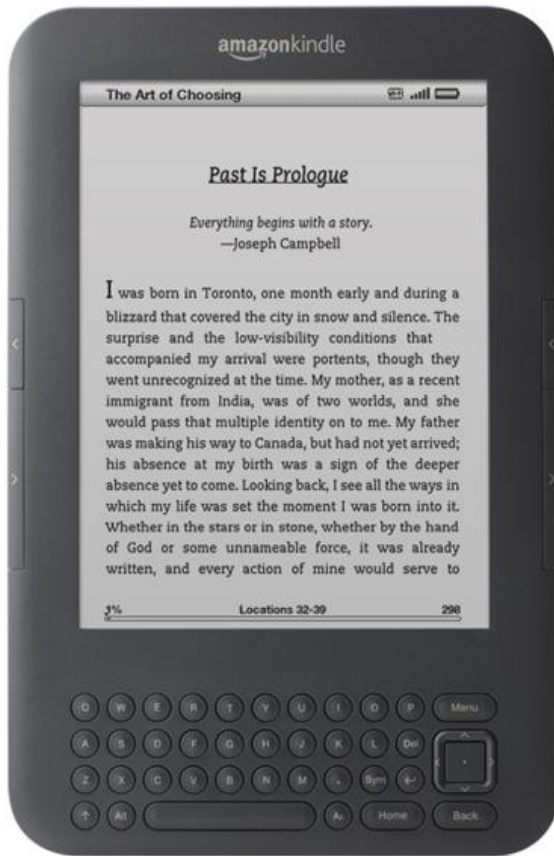 amazonkindle
The Art of Choosing
Past Is Prologue
Everything begins with a story.
—Joseph Campbell
I was born in Toronto, one month early and during a
blizzard that covered the city in snow and silence. The
surprise and the low-visibility conditions that
accompanied my arrival were portents, though they
went unrecognized at the time. My mother, as a recent
immigrant from India, was of two worlds, and she
would pass that multiple identity on to me. My father
was making his way to Canada, but had not yet arrived;
his absence at my birth was a sign of the deeper
absence yet to come. Looking back, I see all the ways in
which my life was set the moment I was born into it.
Whether in the stars or in stone, whether by the hand
of God or some unnameable force, it was already
written, and every action of mine would serve to
1% Locations 32-39 298
Q W E R T Y U I O P Menu
A S D F G H J K L Del
Z X C V B N M . Sym
Alt Aa Home Back